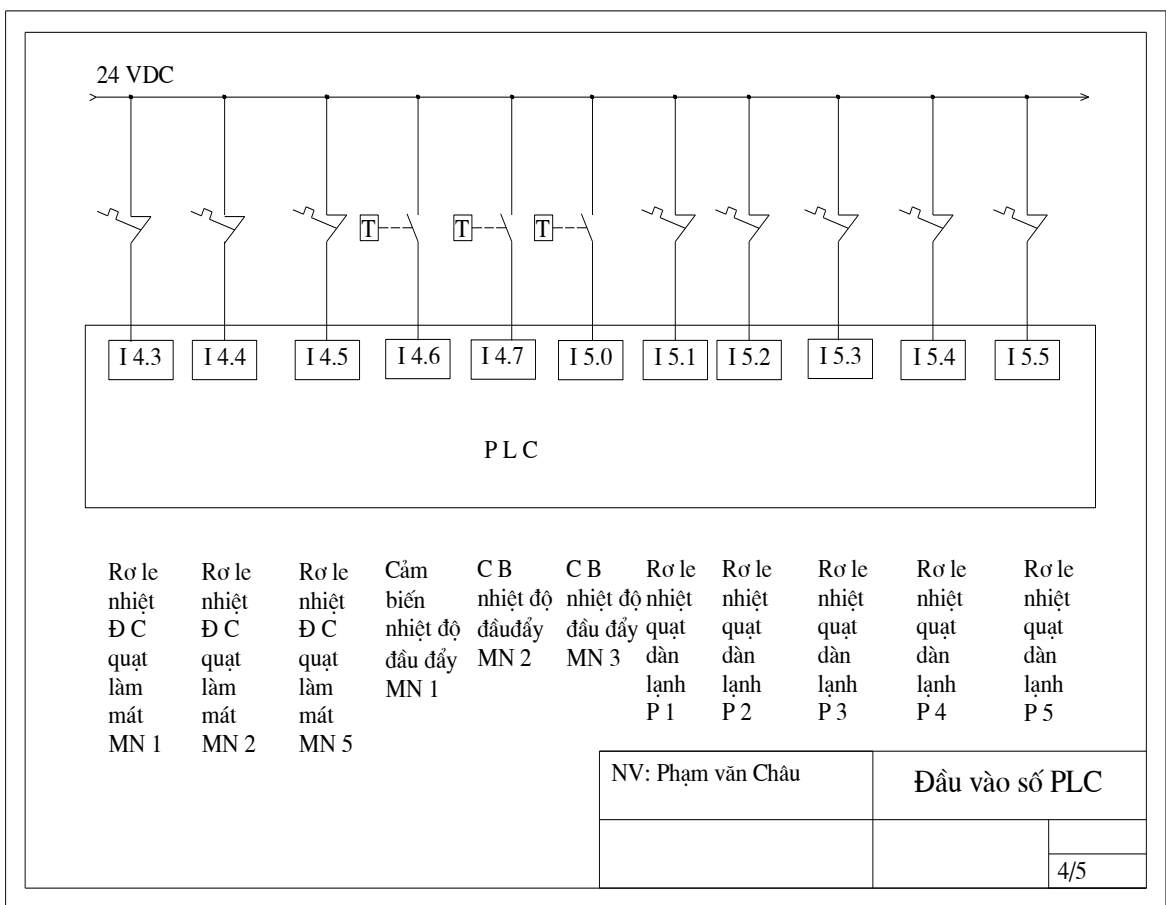 24 VDC
T
T
T
I 4.3
I 4.4
I 4.5
I 4.6
I 4.7
I 5.0
I 5.1
I 5.2
I 5.3
I 5.4
I 5.5
P L C
Rơ le
nhiệt
Đ C
quạt
làm
mát
MN 1
Rơ le
nhiệt
Đ C
quạt
làm
mát
MN 2
Rơ le
nhiệt
Đ C
quạt
làm
mát
MN 5
Cảm
biến
nhiệt độ
đầu đẩy
MN 1
C B
nhiệt độ
đầuđẩy
MN 2
C B
nhiệt độ
đầu đẩy
MN 3
Rơ le
nhiệt
quạt
dàn
lạnh
P 1
Rơ le
nhiệt
quạt
dàn
lạnh
P 2
Rơ le
nhiệt
quạt
dàn
lạnh
P 3
Rơ le
nhiệt
quạt
dàn
lạnh
P 4
Rơ le
nhiệt
quạt
dàn
lạnh
P 5
NV: Phạm văn Châu
Đầu vào số PLC
4/5